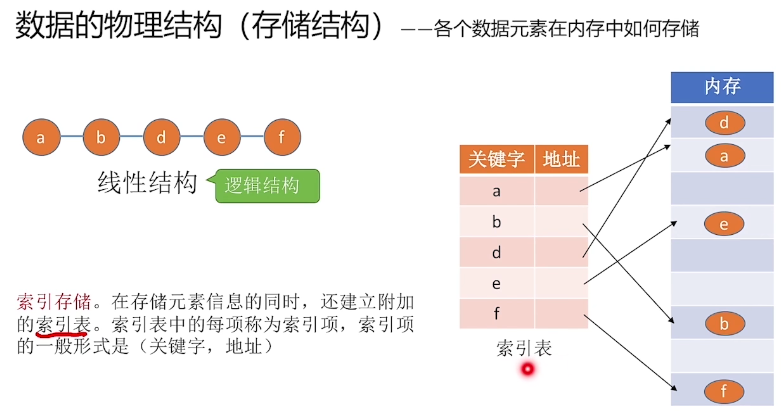 数据的物理结构（存储结构）——各个数据元素在内存中如何存储
a b d e f
线性结构
逻辑结构
索引存储。在存储元素信息的同时，还建立附加
的索引表。索引表中的每项称为索引项，索引项
的一般形式是（关键字，地址）
关键字 地址
a
b
d
e
f
索引表
内存
d
a
e
b
f